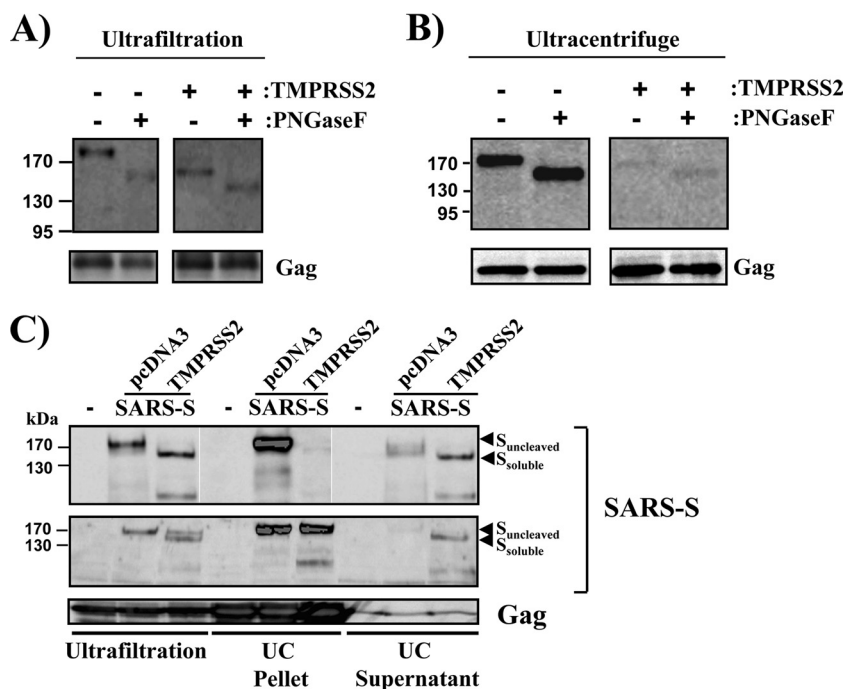 A)
Ultrafiltration
- - + + :TMPRSS2
- + - + :PNGaseF
170
130
95
Gag
B)
Ultracentrifuge
- - + + :TMPRSS2
- + - + :PNGaseF
170
130
95
Gag
C)
pcDNA3 TMPRSS2 pcDNA3 TMPRSS2 pcDNA3 TMPRSS2
- SARS-S - SARS-S - SARS-S
kDa
170
130
Suncleaved
Ssoluble
170
130
Suncleaved
Ssoluble
SARS-S
Gag
Ultrafiltration UC UC
Pellet Supernatant